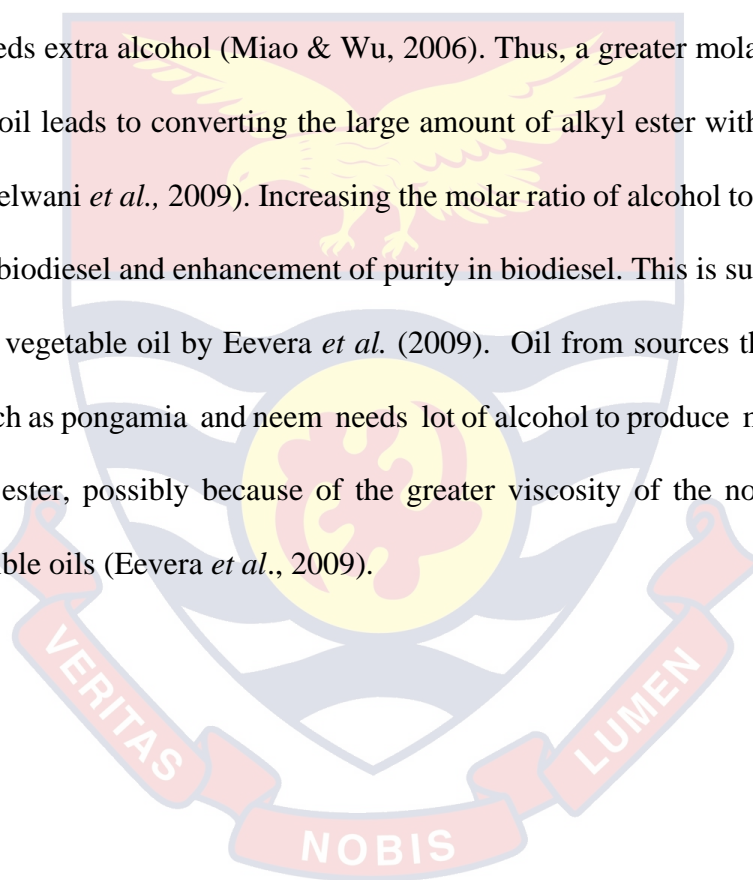 eds extra alcohol (Miao & Wu, 2006). Thus, a greater mola
oil leads to converting the large amount of alkyl ester with
elwani et al., 2009). Increasing the molar ratio of alcohol to
biodiesel and enhancement of purity in biodiesel. This is su
vegetable oil by Eevera et al. (2009). Oil from sources th
ch as pongamia and neem needs lot of alcohol to produce
ester, possibly because of the greater viscosity of the no
ible oils (Eevera et al., 2009).
VERITAS
NOBIS
LUMEN